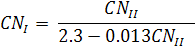 CN_I = CN_II / (2.3 − 0.013CN_II)